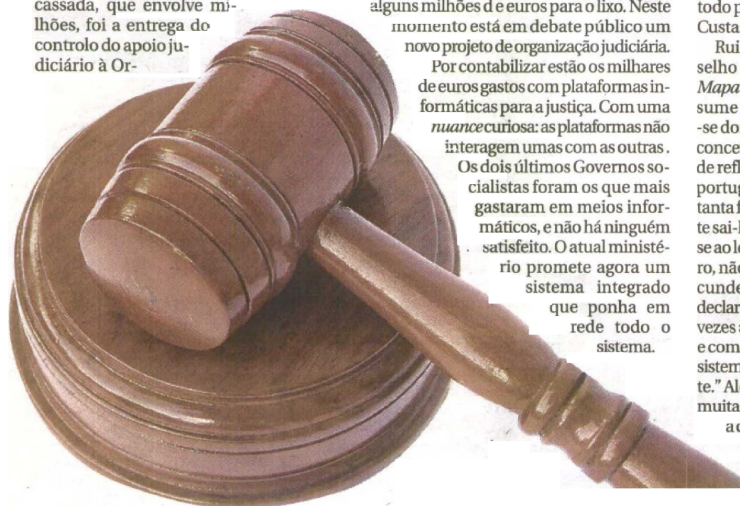 cassada, que envolve mi-
lhões, foi a entrega do
controlo do apoio ju-
diciário à Or-
alguns milhões d e euros para o lixo. Neste
momento está em debate público um
novo projeto de organização judiciária.
Por contabilizar estão os milhares
de euros gastos com plataformas in-
formáticas para a justiça. Com uma
nuance curiosa: as plataformas não
interagem umas com as outras .
Os dois últimos Governos so-
cialistas foram os que mais
gastaram em meios infor-
máticos, e não há ninguém
satisfeito. O atual ministé-
rio promete agora um
sistema integrado
que ponha em
rede todo o
sistema.
todo p
Custa
Rui
selho
Mapa
sume
-se do
conce
de refl
portug
tanta f
te sai-l
se ao l
ro, não
cunde
declar
vezes a
e com
sistem
te.” Al
muita
a c